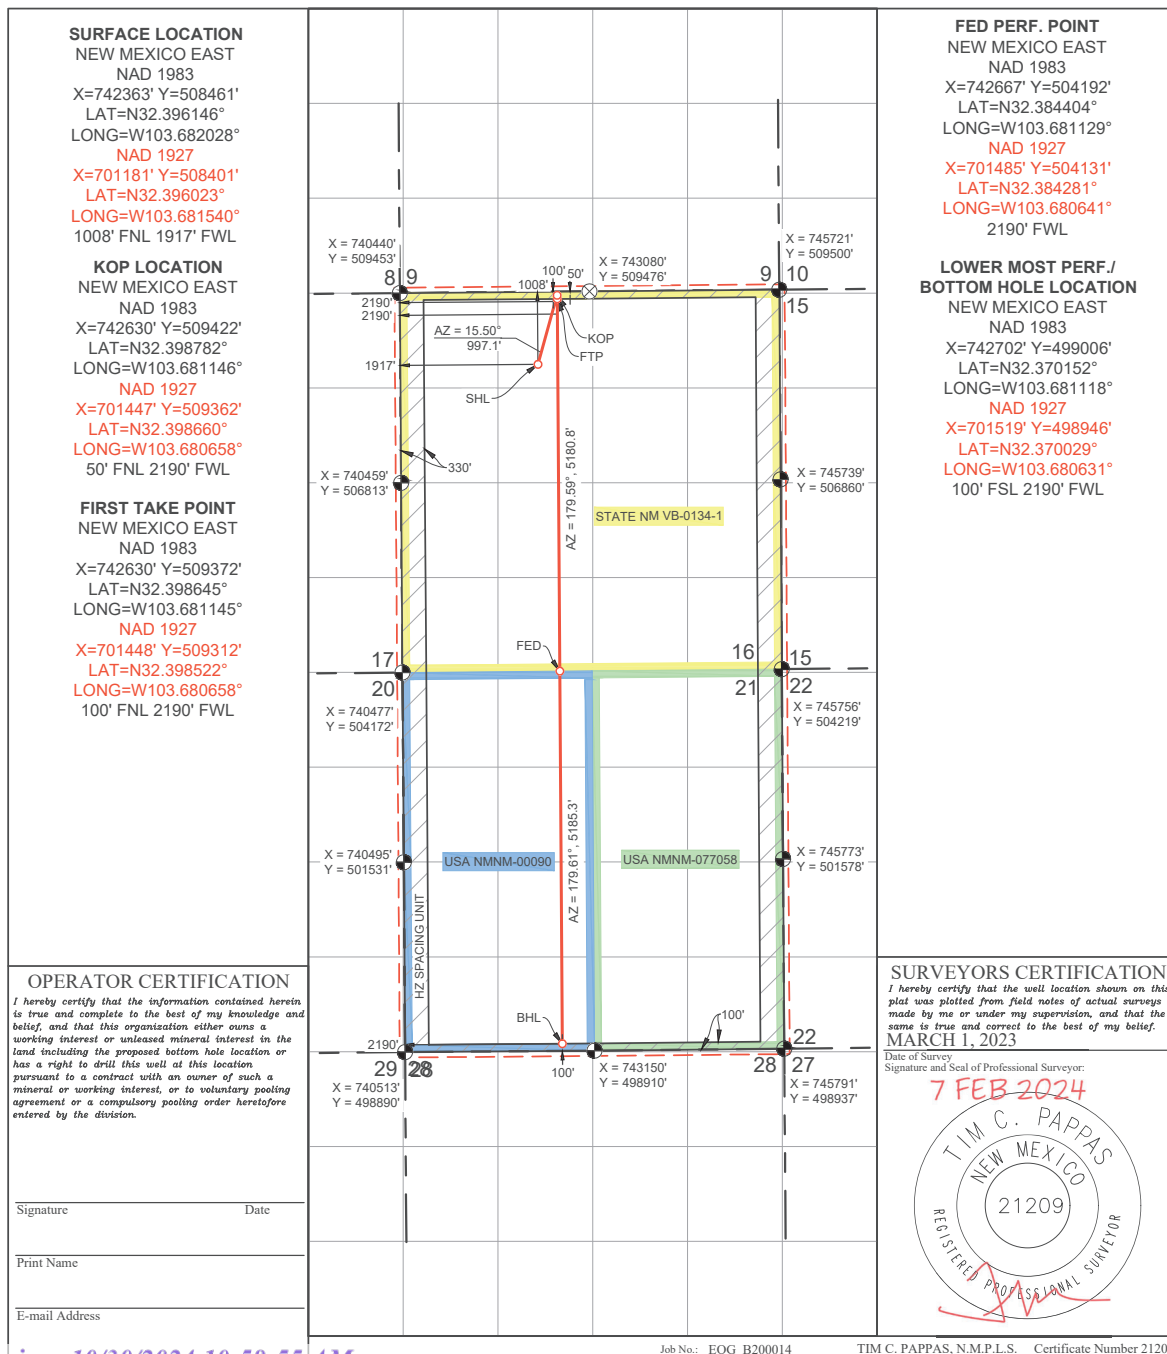 SURFACE LOCATION
NEW MEXICO EAST
NAD 1983
X=742363' Y=508461'
LAT=N32.396146°
LONG=W103.682028°
NAD 1927
X=701181' Y=508401'
LAT=N32.396023°
LONG=W103.681540°
1008' FNL 1917' FWL
KOP LOCATION
NEW MEXICO EAST
NAD 1983
X=742630' Y=509422'
LAT=N32.398782°
LONG=W103.681146°
NAD 1927
X=701447' Y=509362'
LAT=N32.398660°
LONG=W103.680658°
50' FNL 2190' FWL
FIRST TAKE POINT
NEW MEXICO EAST
NAD 1983
X=742630' Y=509372'
LAT=N32.398645°
LONG=W103.681145°
NAD 1927
X=701448' Y=509312'
LAT=N32.398522°
LONG=W103.680658°
100' FNL 2190' FWL
X = 740440'
Y = 509453'
8 9
2190'
2190'
1008'
100'
50'
X = 743080'
Y = 509476'
X = 745721'
Y = 509500'
9 10
15
KOP
FTP
AZ = 15.50°
997.1'
1917'
SHL
330'
X = 740459'
Y = 506813'
AZ = 179.59°, 5180.8'
X = 745739'
Y = 506860'
STATE NM VB-0134-1
FED
17
20
16
15
21
22
X = 740477'
Y = 504172'
X = 745756'
Y = 504219'
X = 740495'
Y = 501531'
USA NMNM-00090
AZ = 179.61°, 5185.3'
USA NMNM-077058
X = 745773'
Y = 501578'
HZ SPACING UNIT
BHL
100'
2190'
100'
29 28
28
22
27
X = 740513'
Y = 498890'
X = 743150'
Y = 498910'
X = 745791'
Y = 498937'
FED PERF. POINT
NEW MEXICO EAST
NAD 1983
X=742667' Y=504192'
LAT=N32.384404°
LONG=W103.681129°
NAD 1927
X=701485' Y=504131'
LAT=N32.384281°
LONG=W103.680641°
2190' FWL
LOWER MOST PERF./
BOTTOM HOLE LOCATION
NEW MEXICO EAST
NAD 1983
X=742702' Y=499006'
LAT=N32.370152°
LONG=W103.681118°
NAD 1927
X=701519' Y=498946'
LAT=N32.370029°
LONG=W103.680631°
100' FSL 2190' FWL
OPERATOR CERTIFICATION
I hereby certify that the information contained herein
is true and complete to the best of my knowledge and
belief, and that this organization either owns a
working interest or unleased mineral interest in the
land including the proposed bottom hole location or
has a right to drill this well at this location
pursuant to a contract with an owner of such a
mineral or working interest, or to voluntary pooling
agreement or a compulsory pooling order heretofore
entered by the division.
Signature Date
Print Name
E-mail Address
SURVEYORS CERTIFICATION
I hereby certify that the well location shown on this
plat was plotted from field notes of actual surveys
made by me or under my supervision, and that the
same is true and correct to the best of my belief.
MARCH 1, 2023
Date of Survey
Signature and Seal of Professional Surveyor:
7 FEB 2024
TIM C. PAPPAS
NEW MEXICO
21209
REGISTERED PROFESSIONAL SURVEYOR
10/30/2024 10:59:55 AM
Job No.: EOG_B200014
TIM C. PAPPAS, N.M.P.L.S. Certificate Number 2120